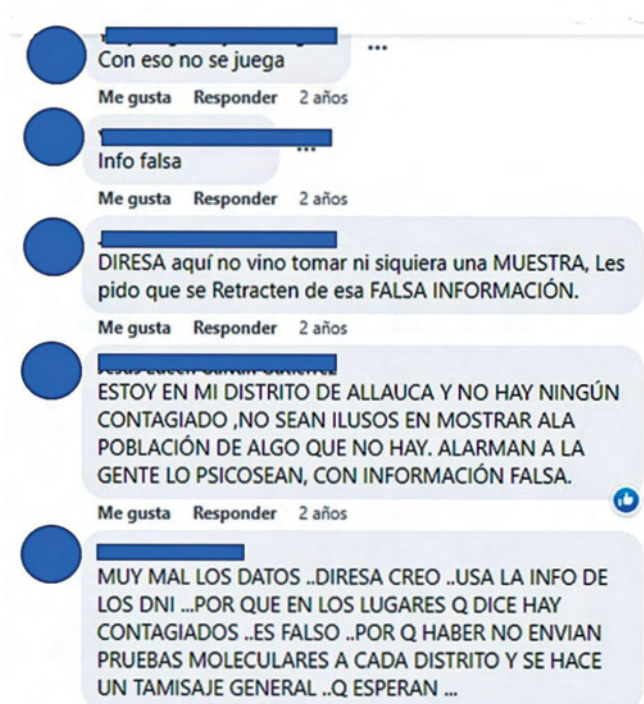 Con eso no se juega
Me gusta Responder 2 años
Info falsa
Me gusta Responder 2 años
DIRESA aquí no vino tomar ni siquiera una MUESTRA, Les
pido que se Retracten de esa FALSA INFORMACIÓN.
Me gusta Responder 2 años
ESTOY EN MI DISTRITO DE ALLAUCA Y NO HAY NINGÚN
CONTAGIADO ,NO SEAN ILUSOS EN MOSTRAR ALA
POBLACIÓN DE ALGO QUE NO HAY. ALARMAN A LA
GENTE LO PSICOSEAN, CON INFORMACIÓN FALSA.
Me gusta Responder 2 años
MUY MAL LOS DATOS ..DIRESA CREO ..USA LA INFO DE
LOS DNI ...POR QUE EN LOS LUGARES Q DICE HAY
CONTAGIADOS ..ES FALSO ..POR Q HABER NO ENVIAN
PRUEBAS MOLECULARES A CADA DISTRITO Y SE HACE
UN TAMISAJE GENERAL ..Q ESPERAN ...